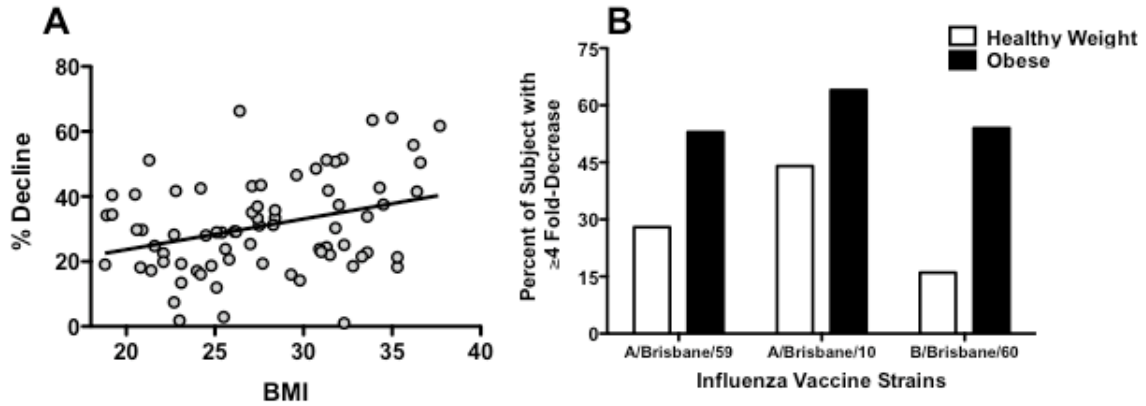 A
% Decline
80
60
40
20
0
20 25 30 35 40
BMI
B
Healthy Weight
Obese
Percent of Subject with
≥4 Fold-Decrease
75
60
45
30
15
0
A/Brisbane/59 A/Brisbane/10 B/Brisbane/60
Influenza Vaccine Strains